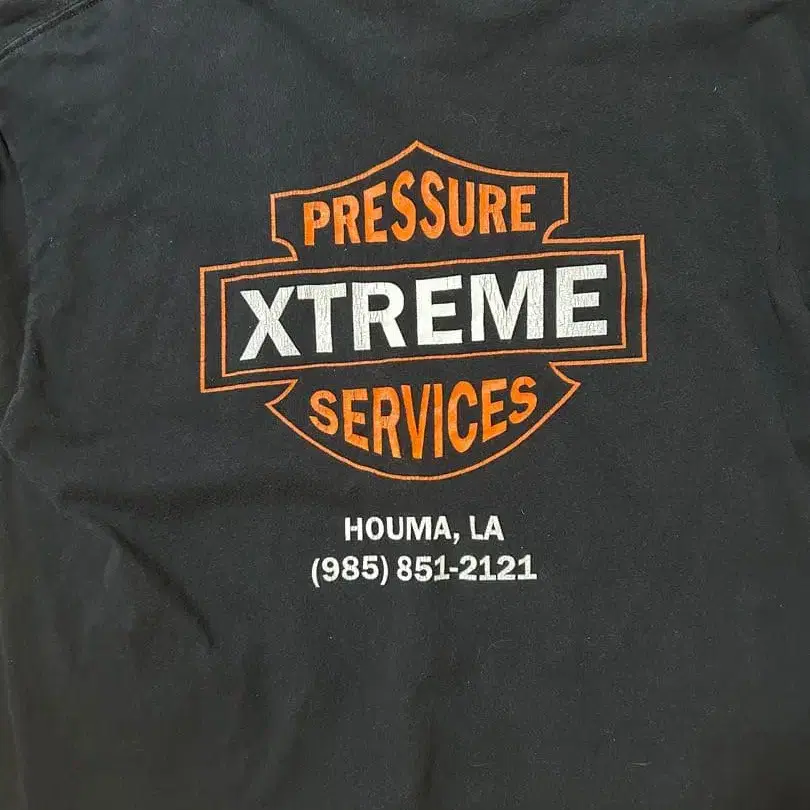 PRESSURE
XTREME
SERVICES
HOUMA, LA
(985) 851-2121